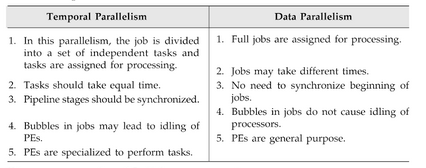 Temporal Parallelism
Data Parallelism
1. In this parallelism, the job is divided
into a set of independent tasks and
tasks are assigned for processing.
2. Tasks should take equal time.
3. Pipeline stages should be synchronized.
4. Bubbles in jobs may lead to idling of
PEs.
5. PEs are specialized to perform tasks.
1. Full jobs are assigned for processing.
2. Jobs may take different times.
3. No need to synchronize beginning of
jobs.
4. Bubbles in jobs do not cause idling of
processors.
5. PEs are general purpose.